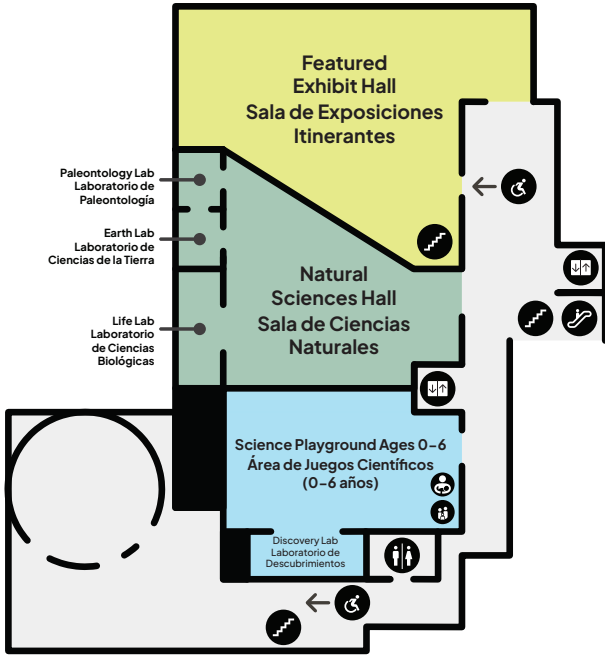 Featured
Exhibit Hall
Sala de Exposiciones
Itinerantes
Paleontology Lab
Laboratorio de
Paleontología
Earth Lab
Laboratorio de
Ciencias de la Tierra
Natural
Sciences Hall
Sala de Ciencias
Naturales
Life Lab
Laboratorio
de Ciencias
Biológicas
Science Playground Ages 0-6
Área de Juegos Científicos
(0-6 años)
Discovery Lab
Laboratorio de
Descubrimientos